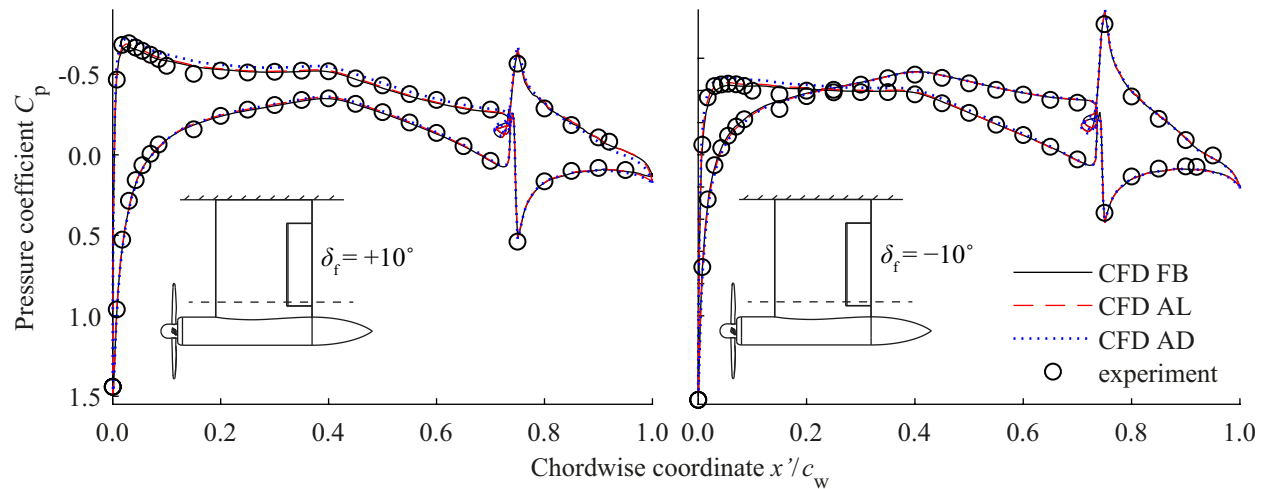 Pressure coefficient Cₚ
-0.5
0.0
0.5
1.0
1.5
δf = +10°
δf = −10°
CFD FB
CFD AL
CFD AD
experiment
0.0 0.2 0.4 0.6 0.8 1.0
0.0 0.2 0.4 0.6 0.8 1.0
Chordwise coordinate x'/cw